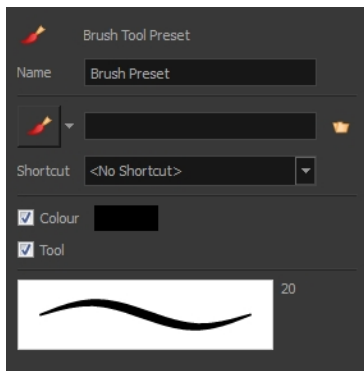 Brush Tool Preset
Name Brush Preset
Shortcut <No Shortcut>
Colour
Tool
20